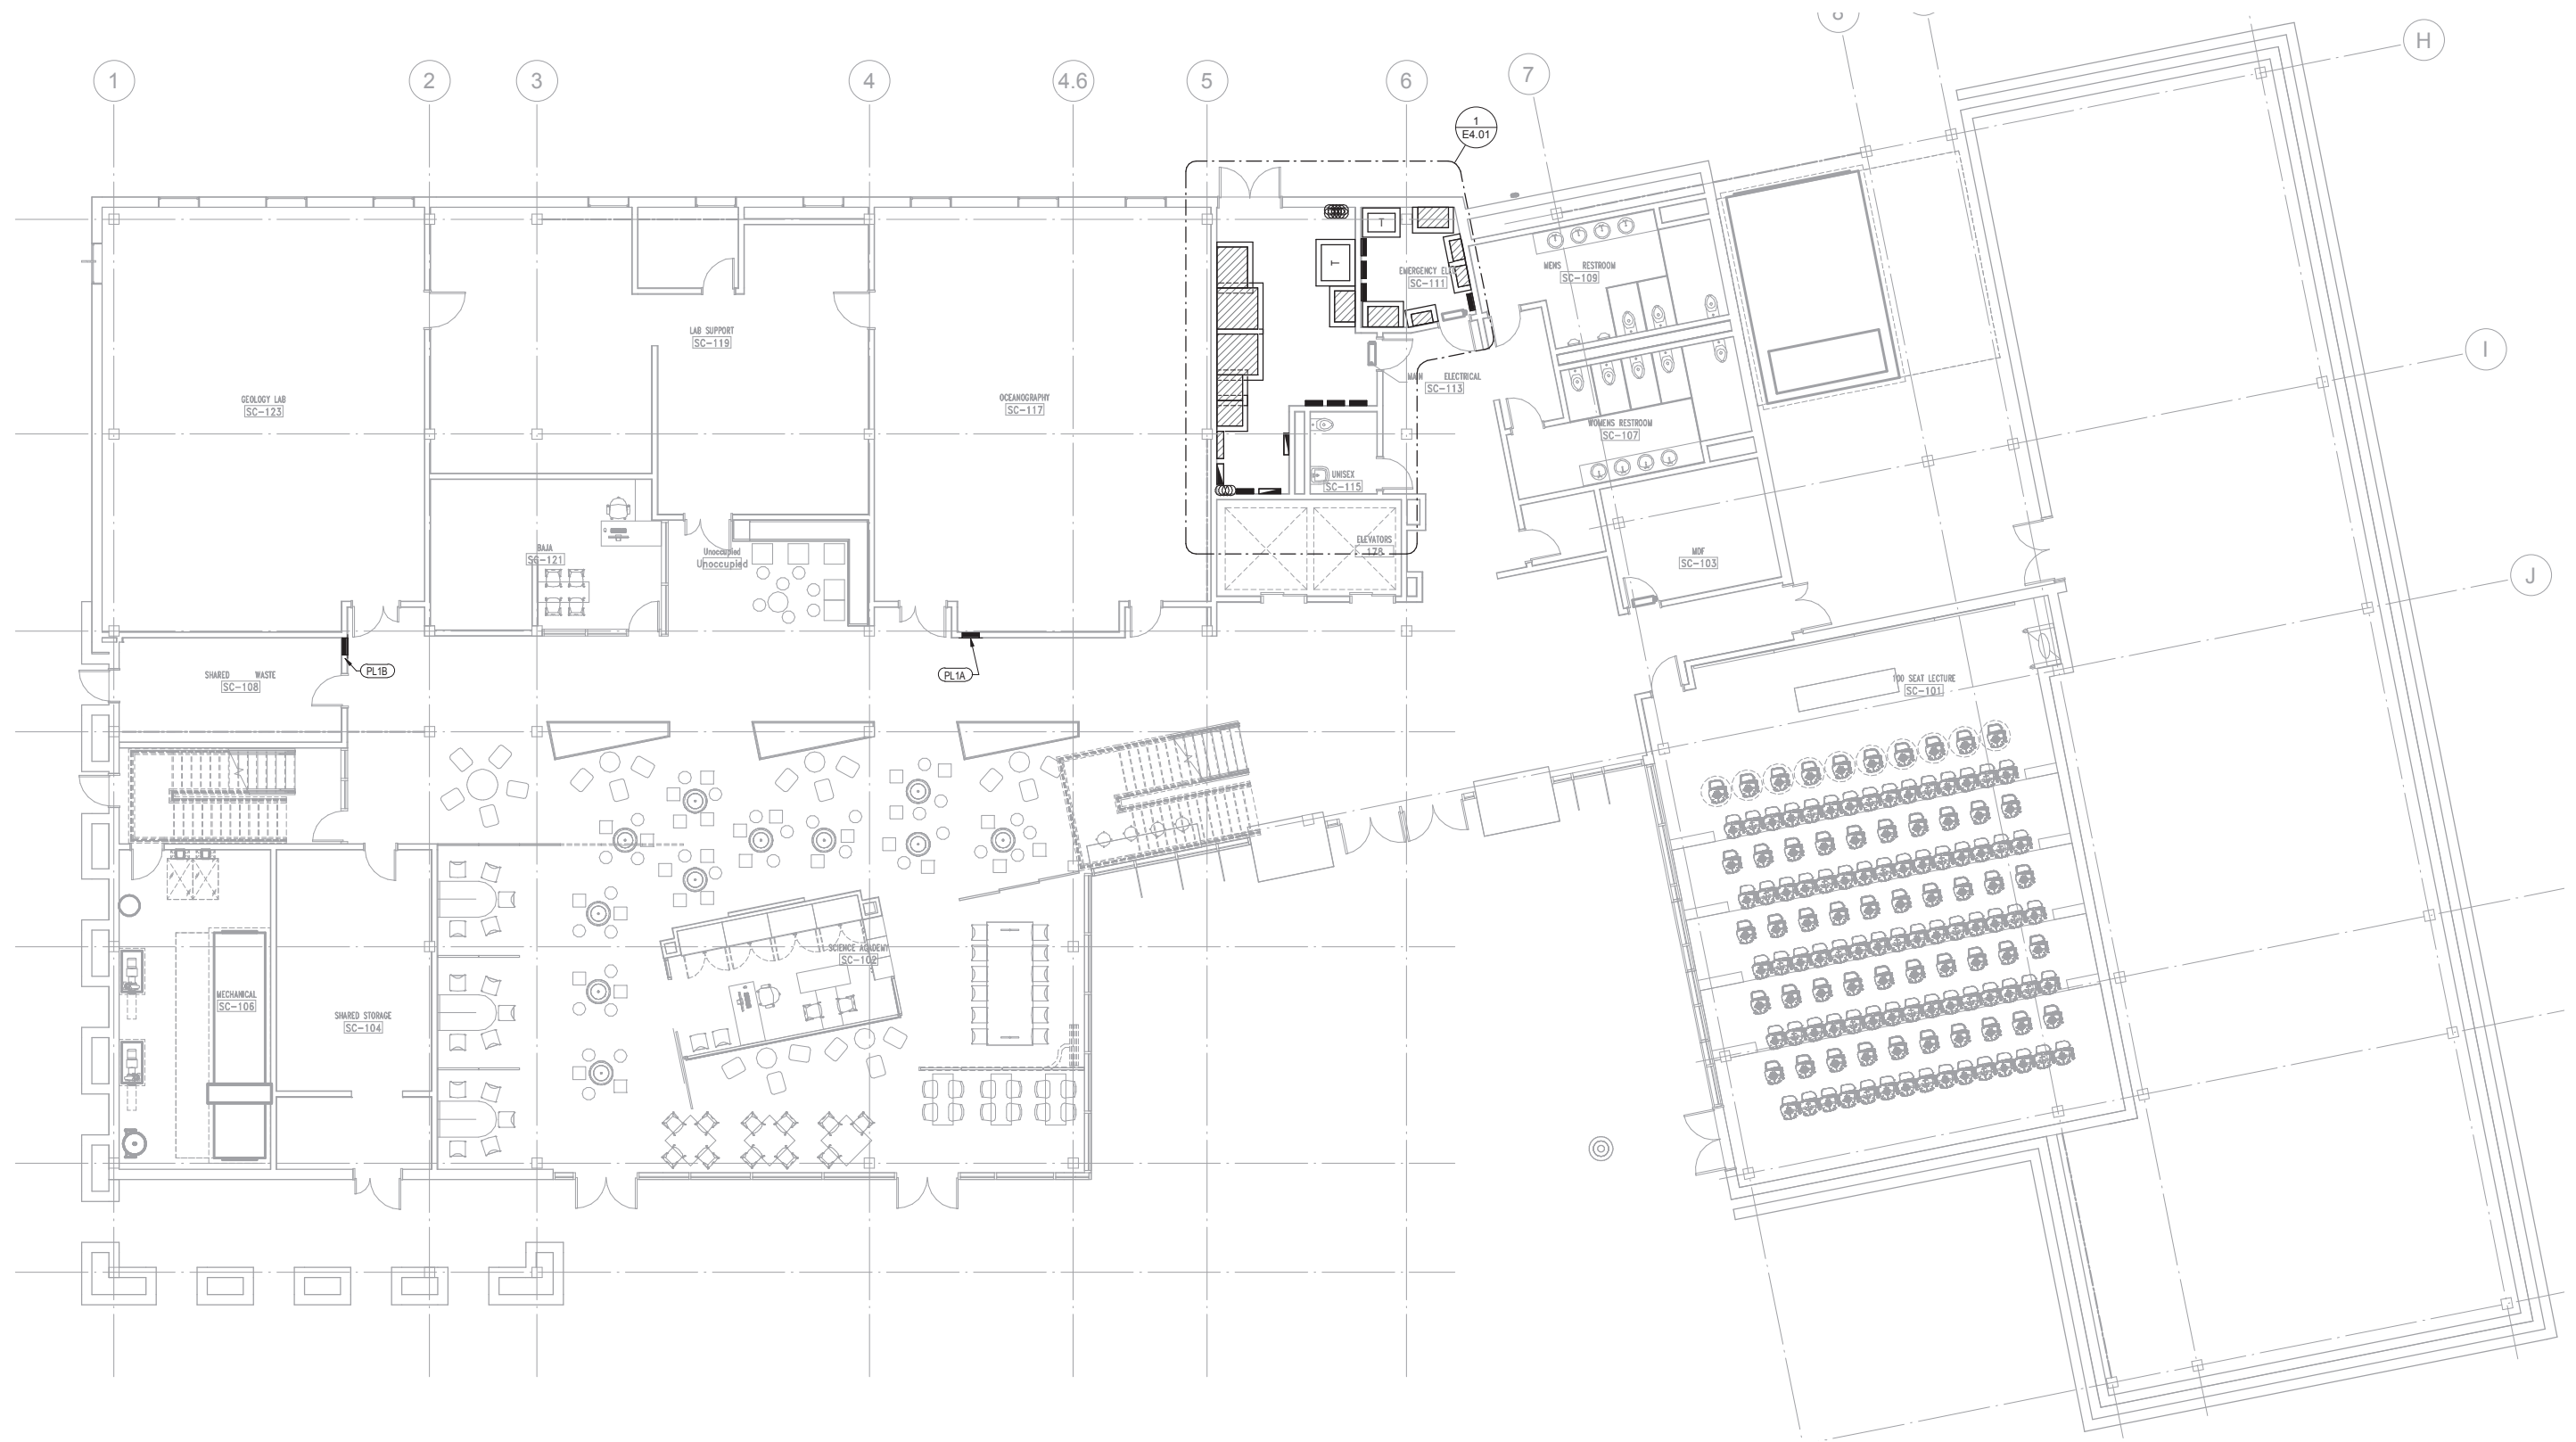 H
8
1
2
3
4
4.6
5
6
7
1
E4.01
T
T
EMERGENCY EL
SC-111
MENS RESTROOM
SC-109
LAB SUPPORT
SC-119
I
MAIN ELECTRICAL
SC-113
GEOLOGY LAB
SC-123
OCEANOGRAPHY
SC-117
WOMENS RESTROOM
SC-107
UNISEX
SC-115
BAJA
SC-121
Unoccupied
Unoccupied
ELEVATORS
178
MDF
SC-103
J
SHARED WASTE
SC-108
PL1B
PL1A
100 SEAT LECTURE
SC-101
SCIENCE ACADEMY
SC-102
MECHANICAL
SC-106
SHARED STORAGE
SC-104